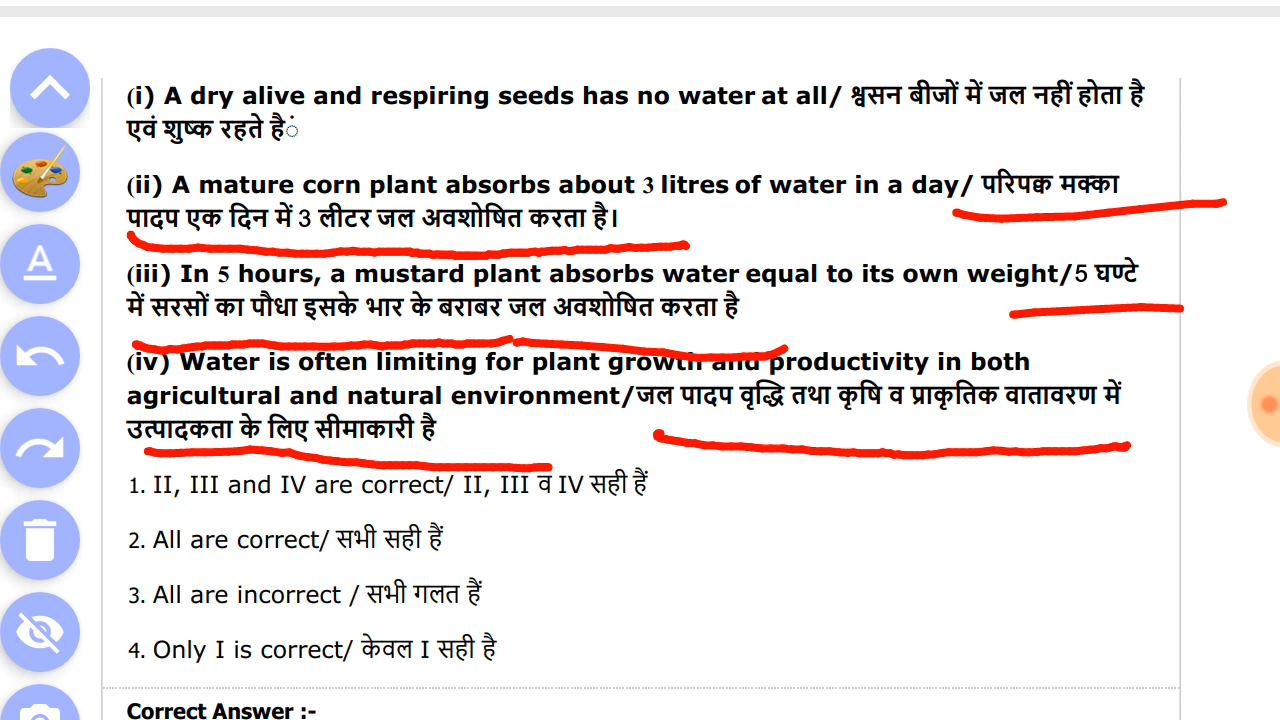 (i) A dry alive and respiring seeds has no water at all/ श्वसन बीजों में जल नहीं होता है
एवं शुष्क रहते हैं
(ii) A mature corn plant absorbs about 3 litres of water in a day/ परिपक्व मक्का
पादप एक दिन में 3 लीटर जल अवशोषित करता है।
(iii) In 5 hours, a mustard plant absorbs water equal to its own weight/5 घण्टे
में सरसों का पौधा इसके भार के बराबर जल अवशोषित करता है
(iv) Water is often limiting for plant growth and productivity in both
agricultural and natural environment/जल पादप वृद्धि तथा कृषि व प्राकृतिक वातावरण में
उत्पादकता के लिए सीमाकारी है
1. II, III and IV are correct/ II, III व IV सही हैं
2. All are correct/ सभी सही हैं
3. All are incorrect / सभी गलत हैं
4. Only I is correct/ केवल I सही है
Correct Answer :-